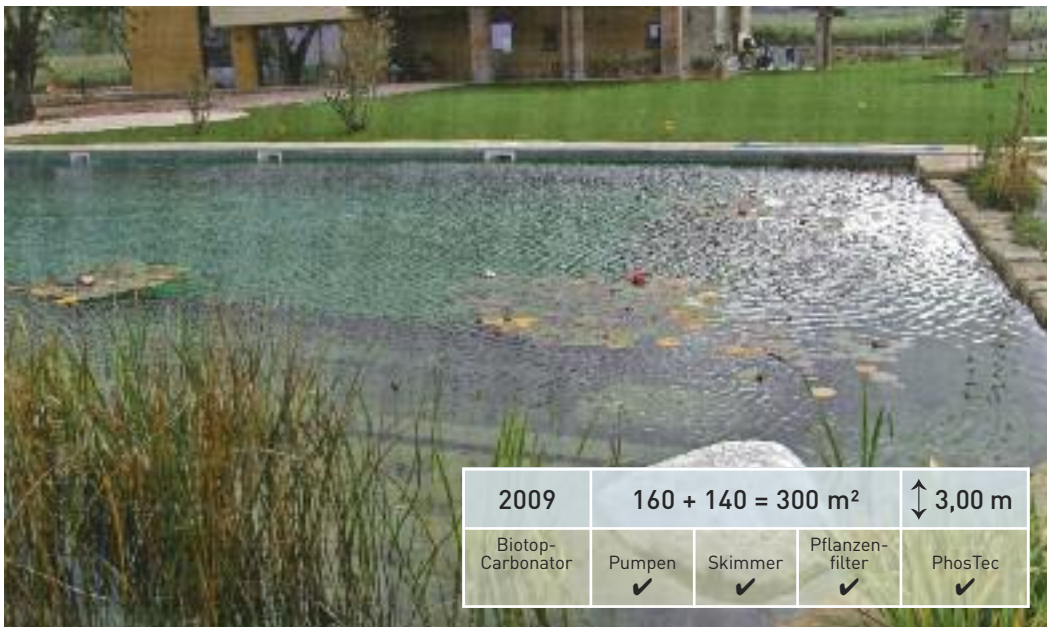 2009 160 + 140 = 300 m² ↕ 3,00 m
Biotop-
Carbonator Pumpen Skimmer Pflanzen-
filter PhosTec
✔ ✔ ✔ ✔